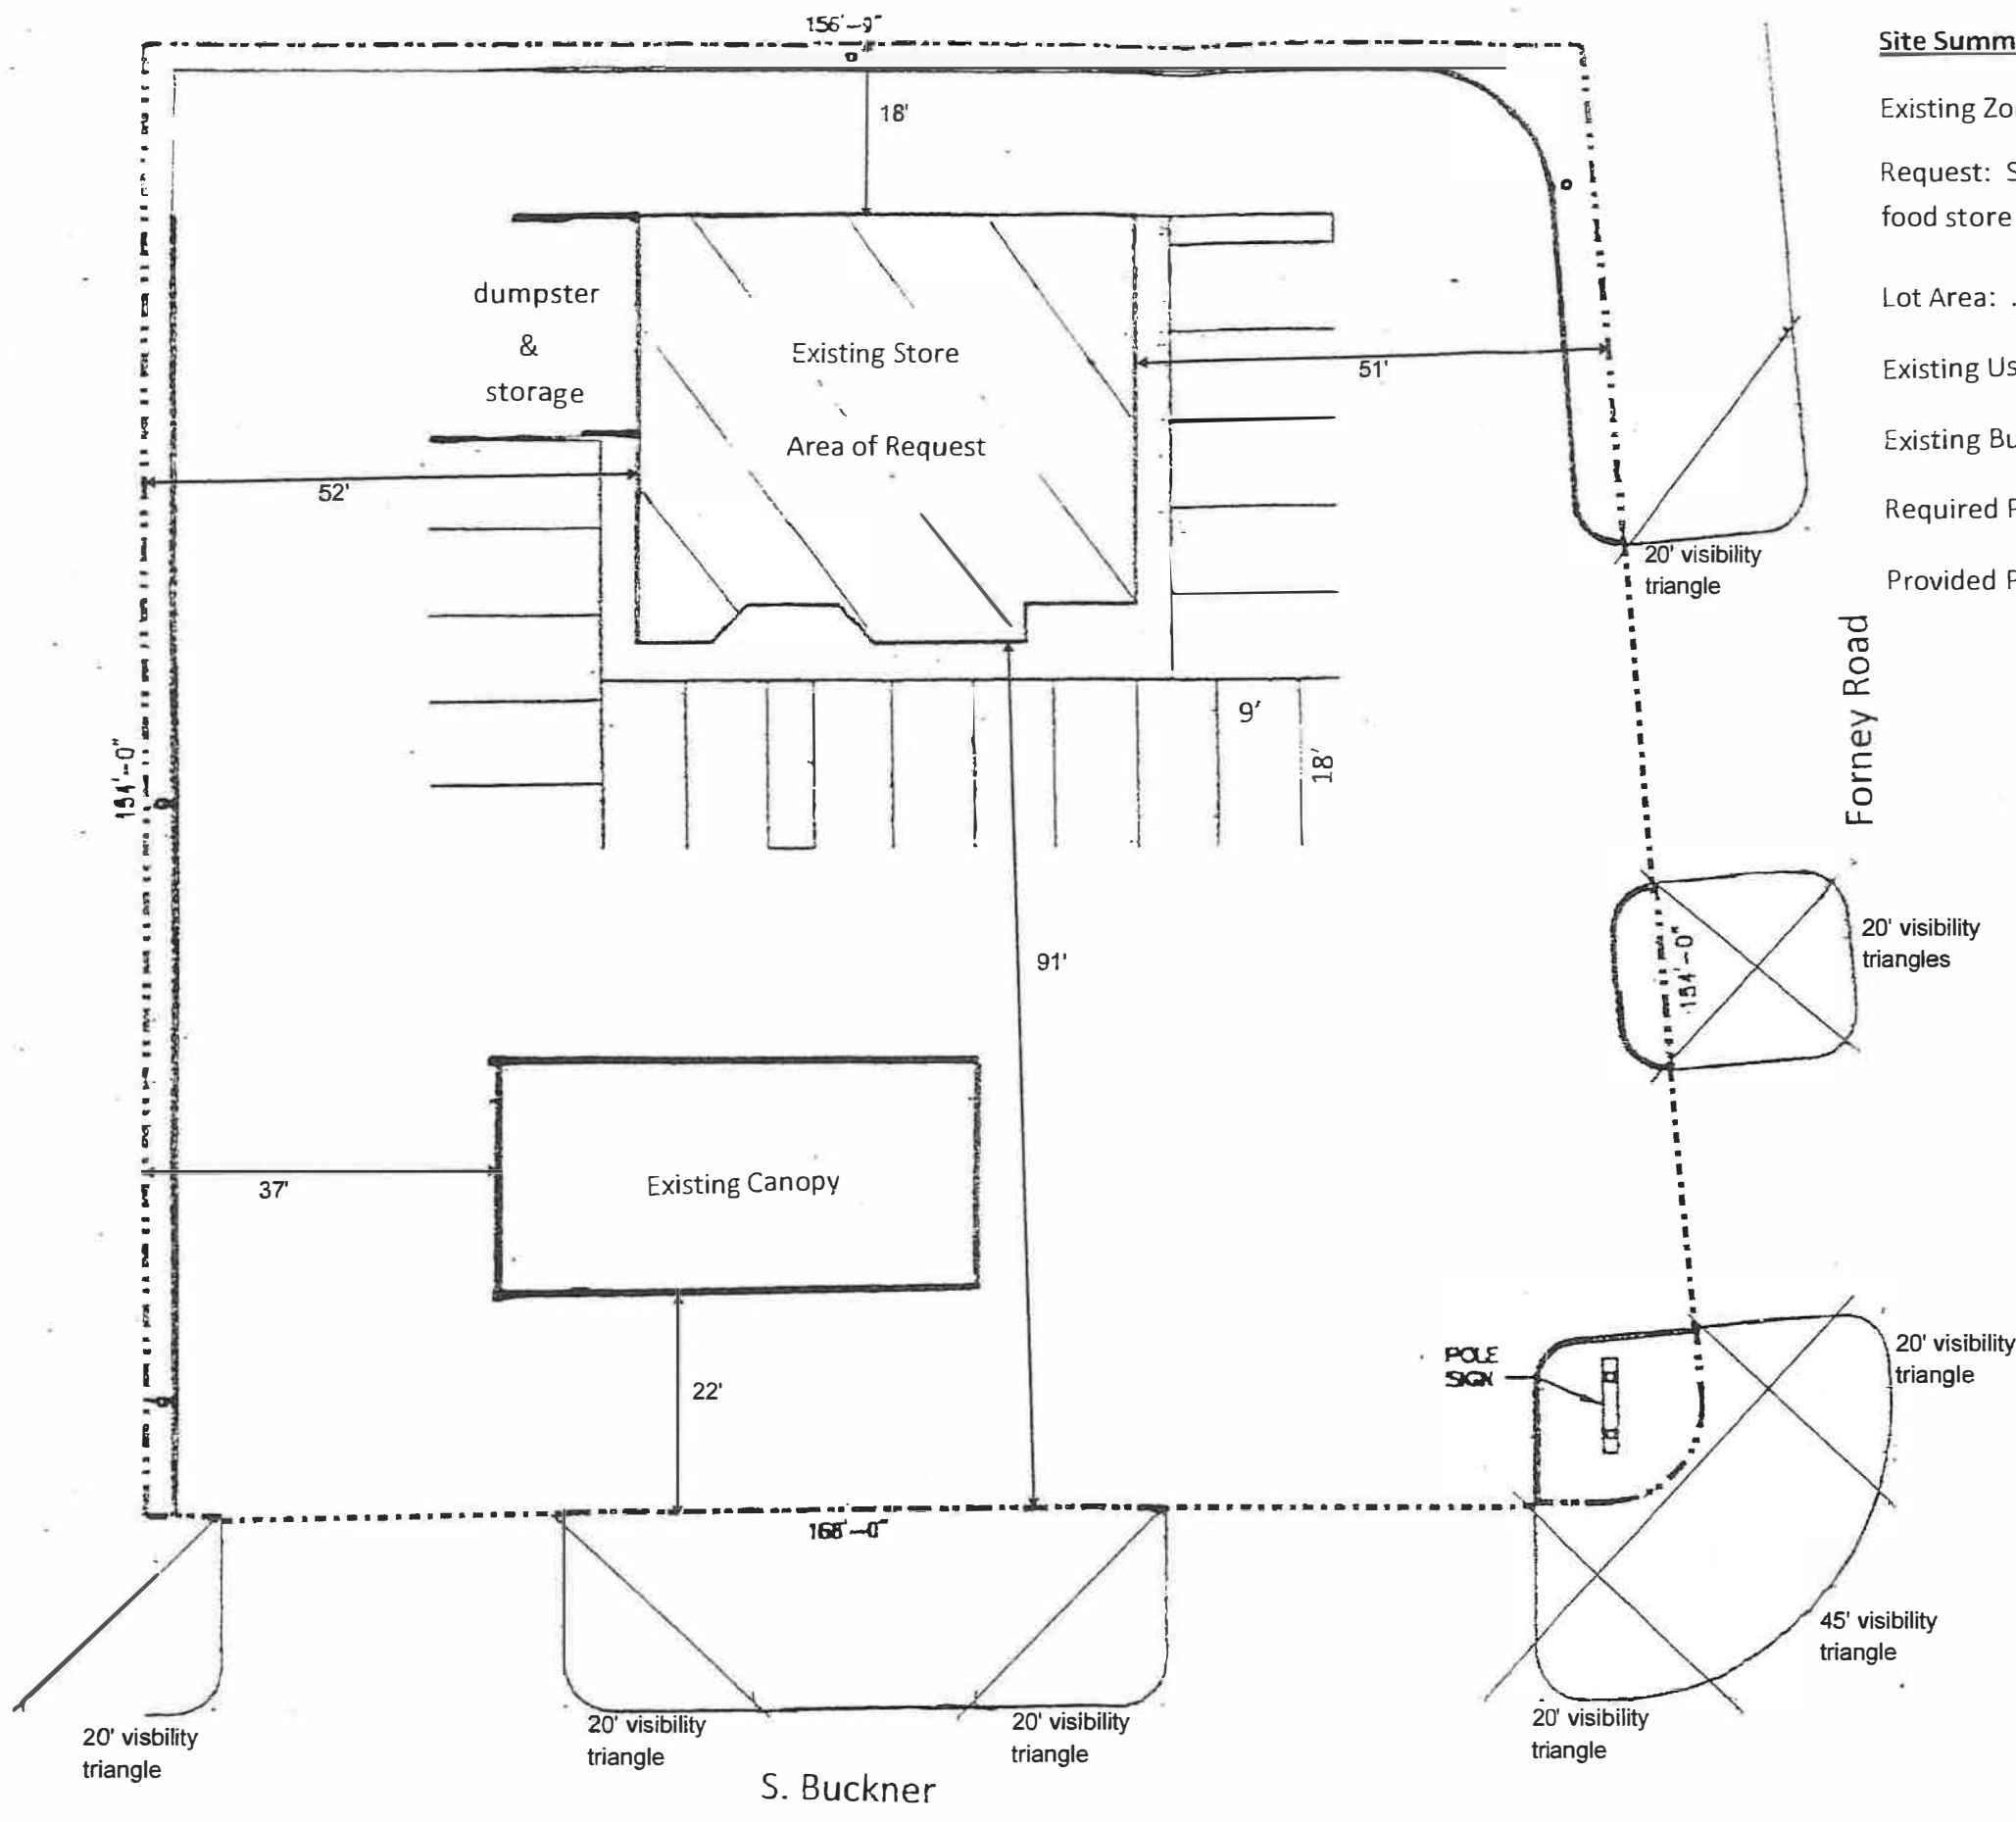 156'-9"
18'
dumpster
&
storage
Existing Store
Area of Request
52'
51'
20' visibility
triangle
Site Summ
Existing Zo
Request: S
food store
Lot Area: .
Existing Us
Existing Bu
Required P
Provided P
Forney Road
9'
18'
154'-0"
91'
20' visibility
triangles
154'-0"
37'
Existing Canopy
22'
POLE
SIGN
20' visibility
triangle
168'-0"
45' visibility
triangle
20' visbility
triangle
20' visibility
triangle
20' visibility
triangle
20' visibility
triangle
S. Buckner